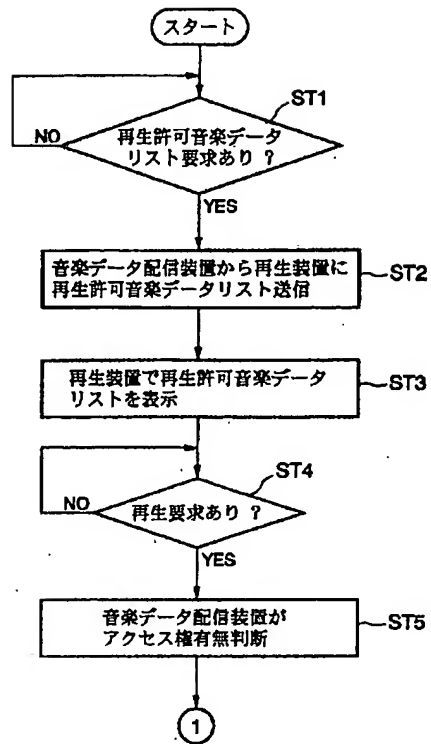 スタート
ST1
再生許可音楽データ
リスト要求あり ?
NO
YES
音楽データ配信装置から再生装置に
再生許可音楽データリスト送信
ST2
再生装置で再生許可音楽データ
リストを表示
ST3
ST4
再生要求あり ?
NO
YES
音楽データ配信装置が
アクセス権有無判断
ST5
1